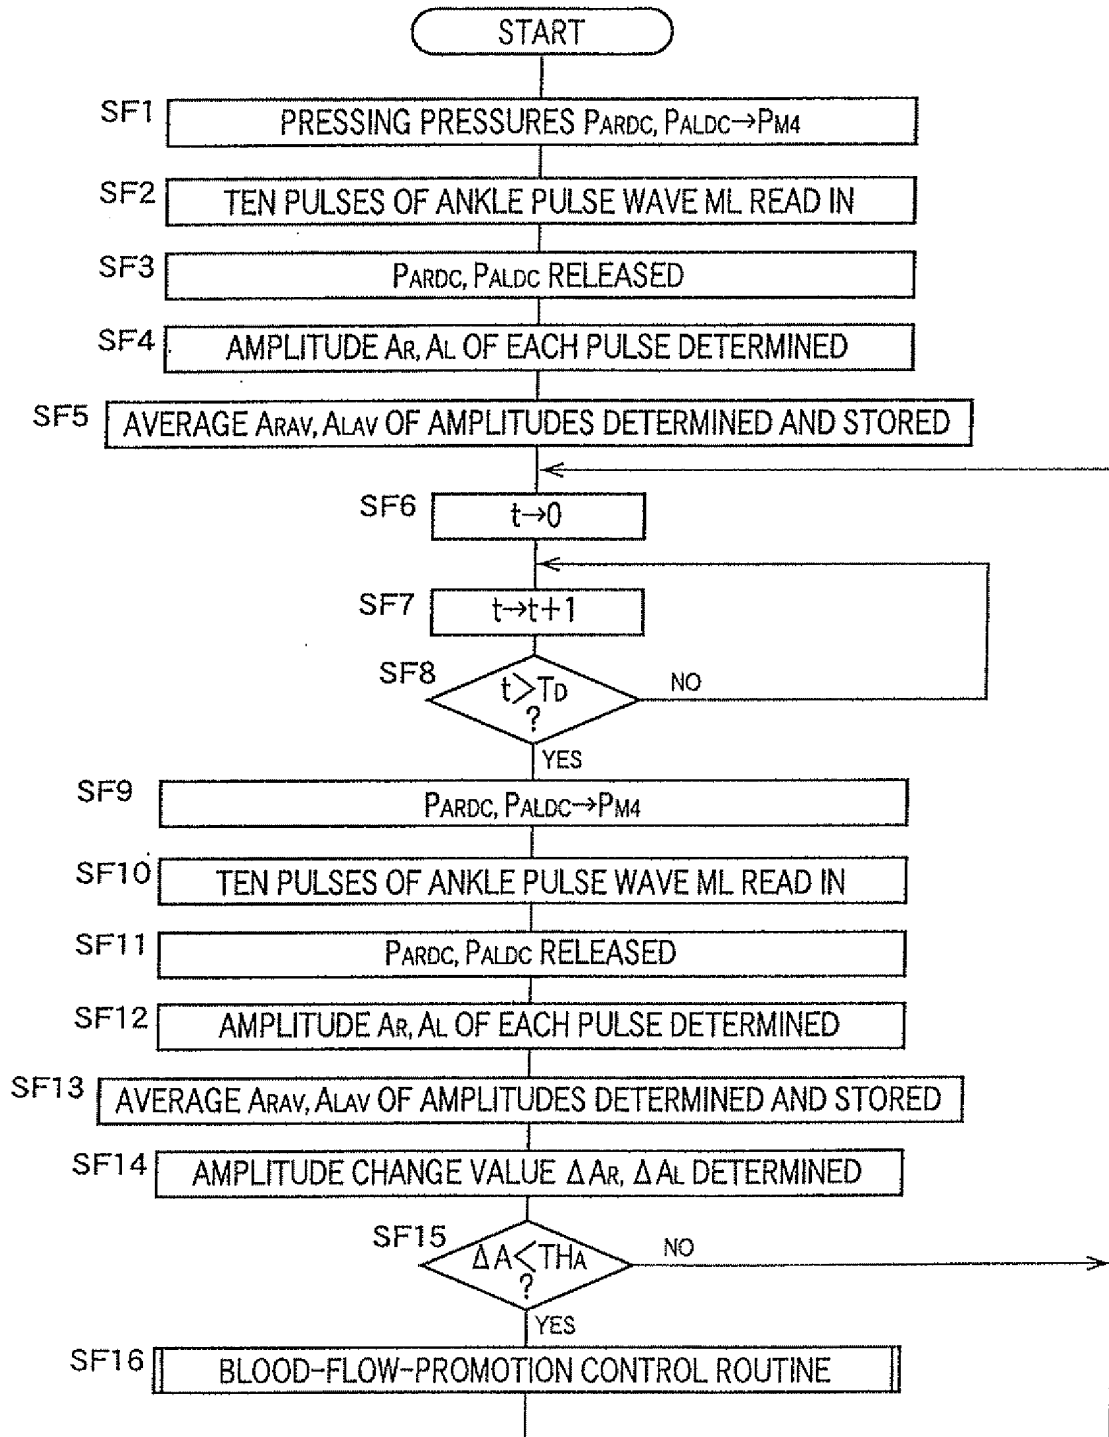 START
SF1 PRESSING PRESSURES PARDC, PALDC→PM4
SF2 TEN PULSES OF ANKLE PULSE WAVE ML READ IN
SF3 PARDC, PALDC RELEASED
SF4 AMPLITUDE AR, AL OF EACH PULSE DETERMINED
SF5 AVERAGE ARAV, ALAV OF AMPLITUDES DETERMINED AND STORED
SF6 t→0
SF7 t→t+1
SF8 t>TD
?
NO
YES
SF9 PARDC, PALDC→PM4
SF10 TEN PULSES OF ANKLE PULSE WAVE ML READ IN
SF11 PARDC, PALDC RELEASED
SF12 AMPLITUDE AR, AL OF EACH PULSE DETERMINED
SF13 AVERAGE ARAV, ALAV OF AMPLITUDES DETERMINED AND STORED
SF14 AMPLITUDE CHANGE VALUE ΔAR, ΔAL DETERMINED
SF15 ΔA<THA
?
NO
YES
SF16 BLOOD-FLOW-PROMOTION CONTROL ROUTINE